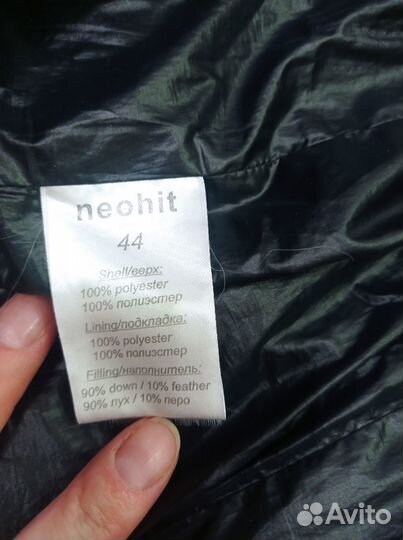 neohit
44
Shell/верх:
100% polyester
100% полиэстер
Lining/подкладка:
100% polyester
100% полиэстер
Filling/наполнитель:
90% down / 10% feather
90% пух / 10% перо
Avito